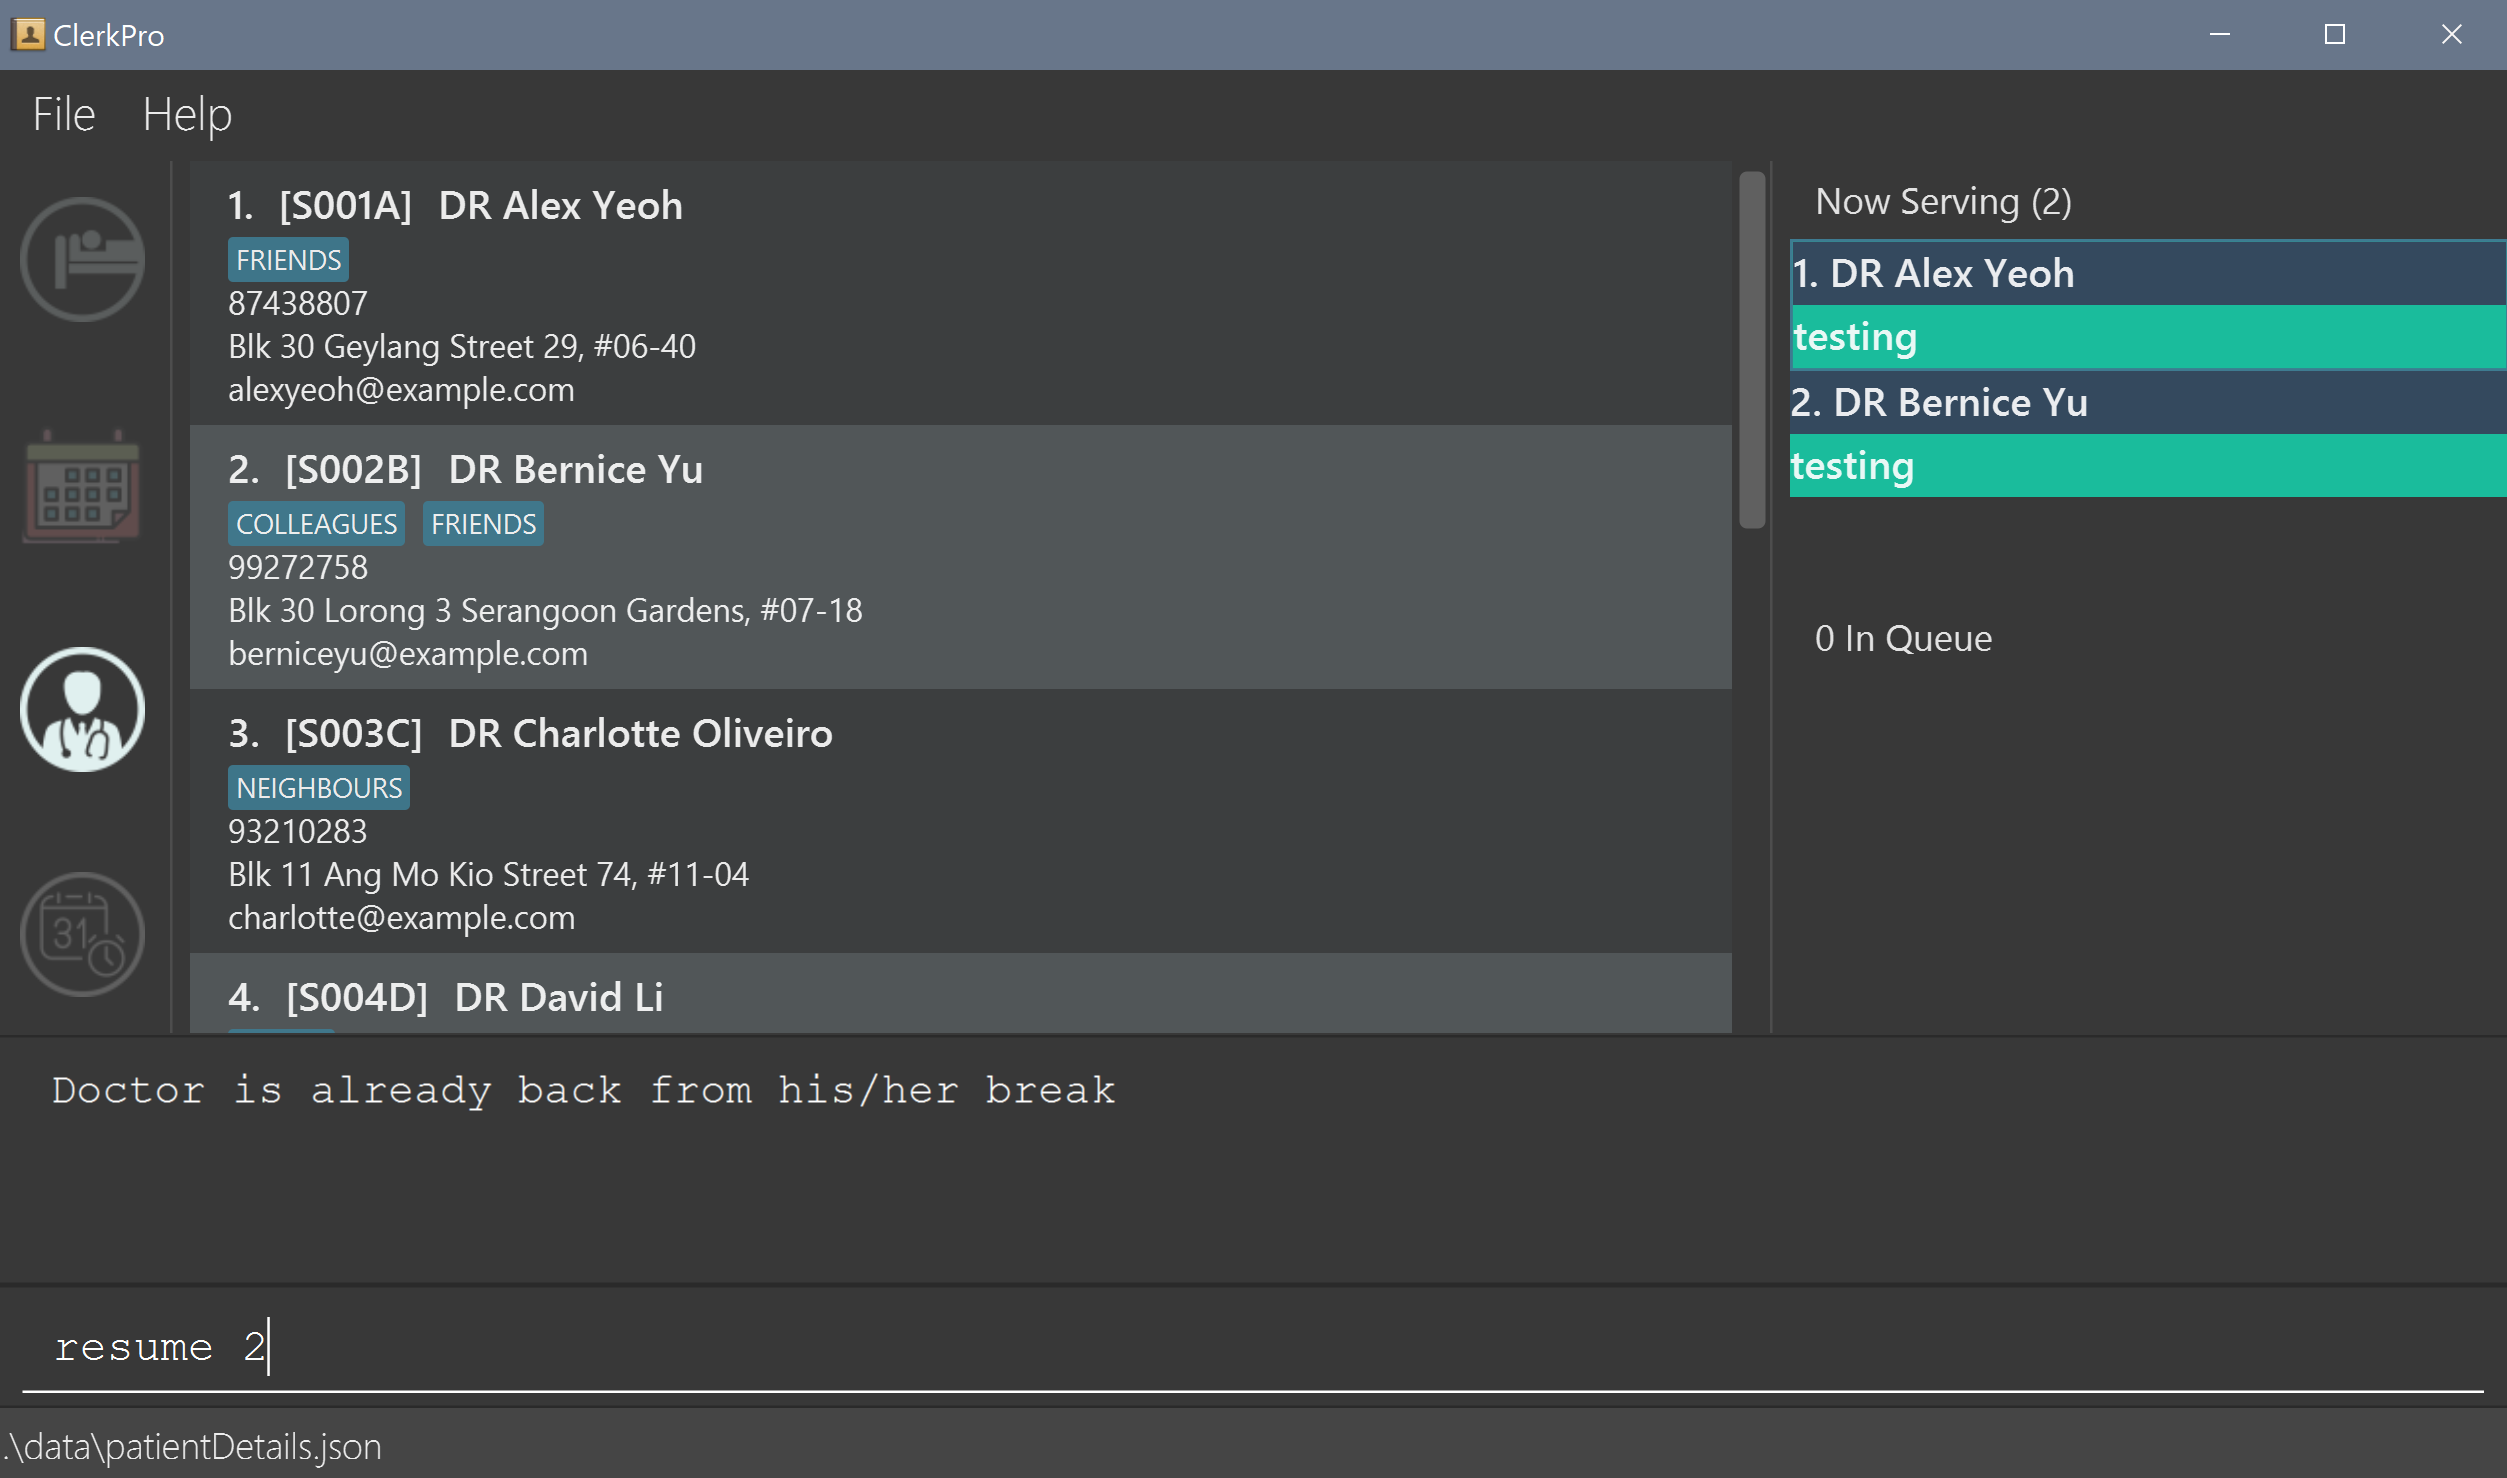 ClerkPro
File Help
1. [S001A] DR Alex Yeoh
FRIENDS
87438807
Blk 30 Geylang Street 29, #06-40
alexyeoh@example.com
2. [S002B] DR Bernice Yu
COLLEAGUES FRIENDS
99272758
Blk 30 Lorong 3 Serangoon Gardens, #07-18
berniceyu@example.com
3. [S003C] DR Charlotte Oliveiro
NEIGHBOURS
93210283
Blk 11 Ang Mo Kio Street 74, #11-04
charlotte@example.com
4. [S004D] DR David Li
31
Now Serving (2)
1. DR Alex Yeoh
testing
2. DR Bernice Yu
testing
0 In Queue
Doctor is already back from his/her break
resume 2
.\data\patientDetails.json